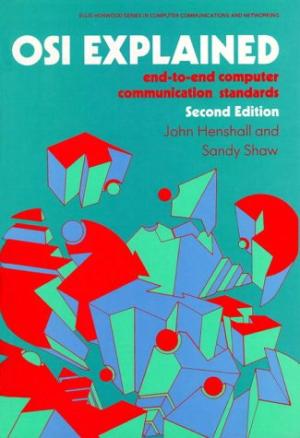 ELLIS HORWOOD SERIES IN COMPUTER COMMUNICATIONS AND NETWORKING
OSI EXPLAINED
end-to-end computer
communication standards
Second Edition
John Henshall and
Sandy Shaw